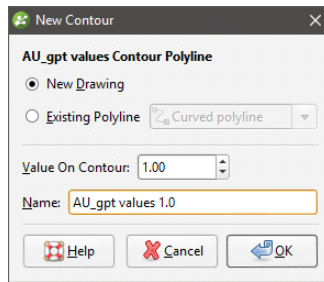 New Contour
AU_gpt values Contour Polyline
New Drawing
Existing Polyline Curved polyline
Value On Contour: 1.00
Name: AU_gpt values 1.0
Help Cancel OK